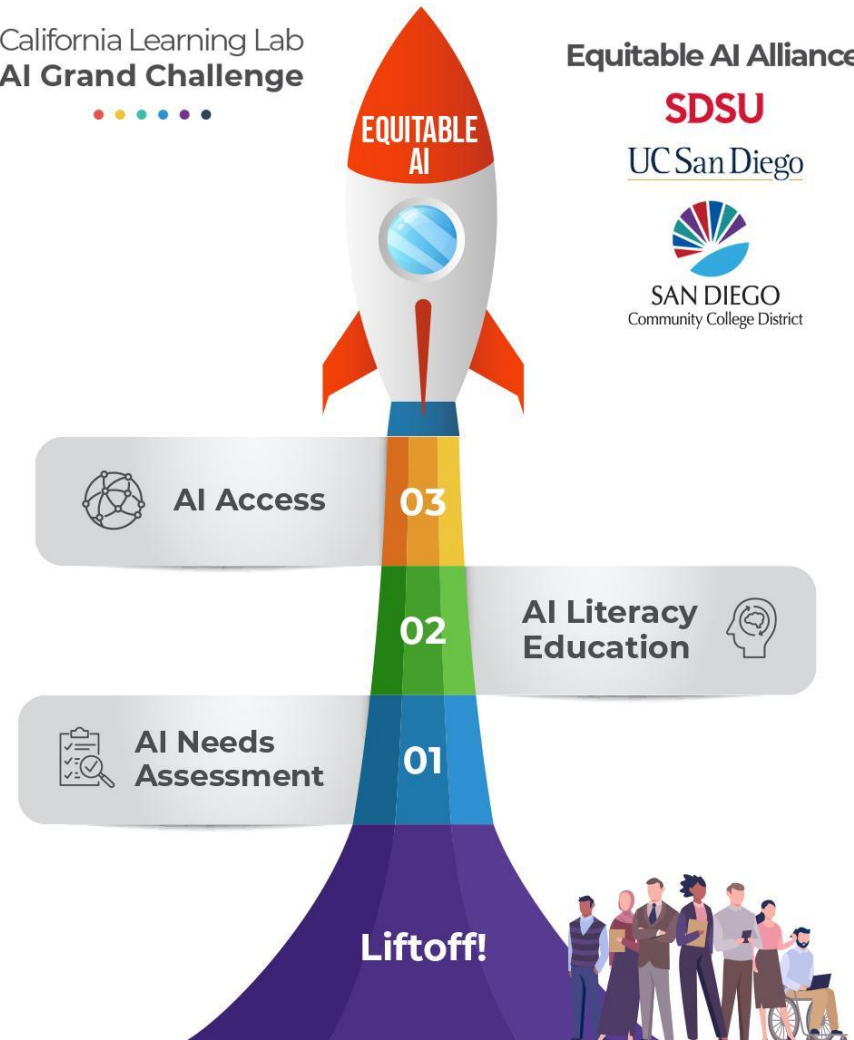 California Learning Lab
AI Grand Challenge
Equitable AI Alliance
SDSU
UC San Diego
SAN DIEGO
Community College District
EQUITABLE
AI
AI Access
03
02
AI Literacy
Education
AI Needs
Assessment
01
Liftoff!